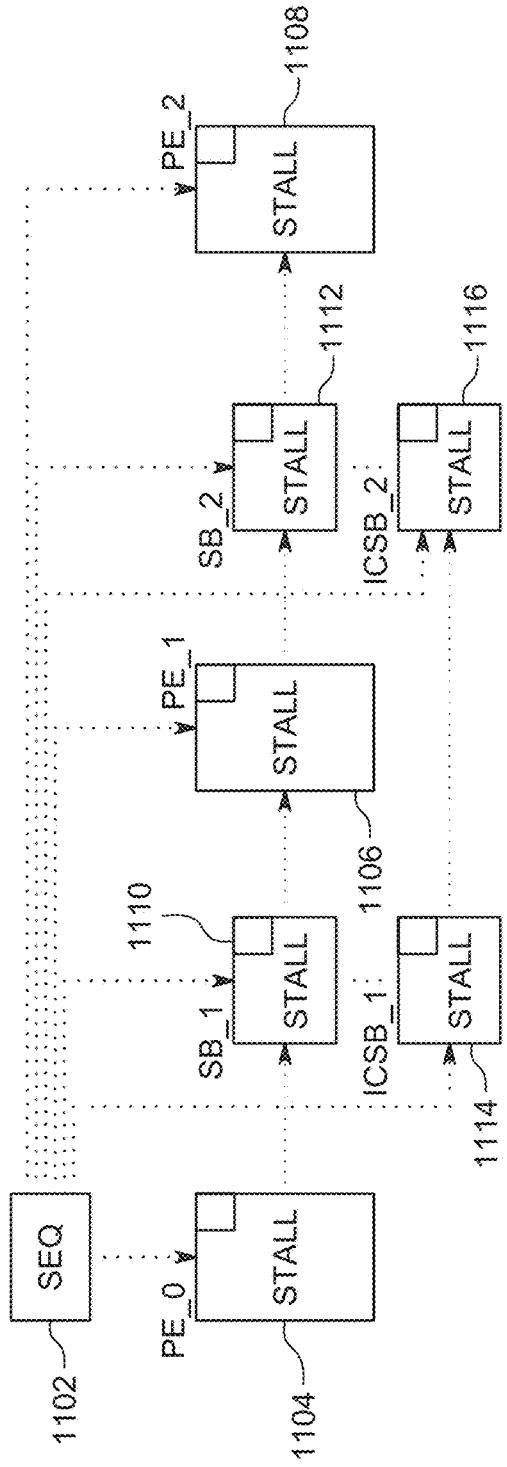 SEQ
1102
PE_0
STALL
1104
SB_1
STALL
1110
ICSB_1
STALL
1114
PE_1
STALL
1106
SB_2
STALL
1112
ICSB_2
STALL
1116
PE_2
STALL
1108